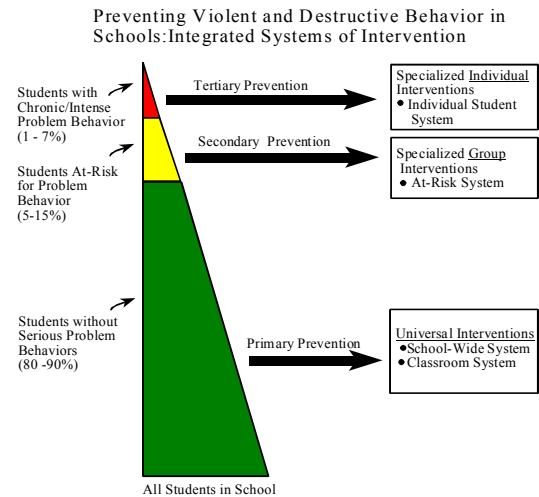 Preventing Violent and Destructive Behavior in
Schools:Integrated Systems of Intervention
Students with
Chronic/Intense
Problem Behavior
(1 - 7%)
Tertiary Prevention
Specialized Individual
Interventions
• Individual Student
System
Students At-Risk
for Problem
Behavior
(5-15%)
Secondary Prevention
Specialized Group
Interventions
• At-Risk System
Students without
Serious Problem
Behaviors
(80 -90%)
Primary Prevention
Universal Interventions
•School-Wide System
•Classroom System
All Students in School